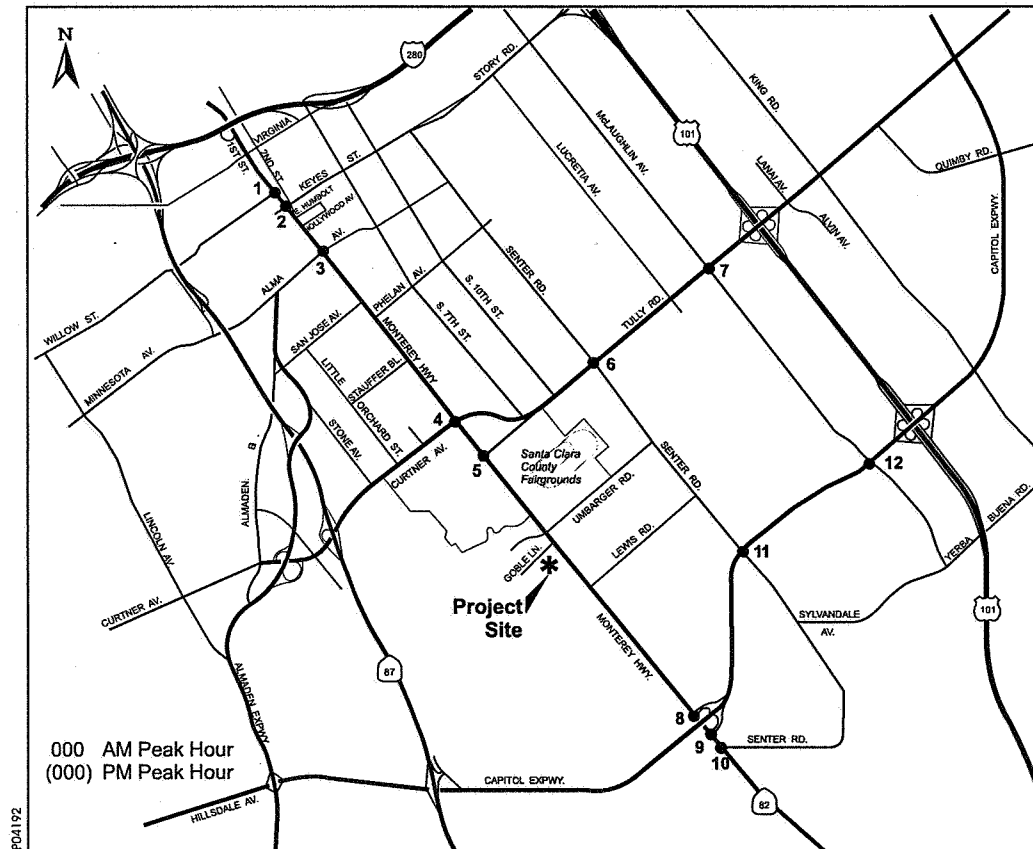 N
280
STORY RD.
VIRGINIA
1ST ST.
2ND ST.
KEYES ST.
E. HUMBOLT
HOLLYWOOD AV
1
2
3
ALMA AV.
PHELAN AV.
SAN JOSE AV.
WILLOW ST.
MINNESOTA AV.
LITTLE ORCHARD ST.
STAUFFER BL.
STONE AV.
MONTEREY HWY
S. 7TH ST.
S. 10TH ST.
SENTER RD.
LUCRETIA AV.
McLAUGHLIN AV.
101
KING RD.
LANAI AV.
ALVIN AV.
QUIMBY RD.
CAPITOL EXPWY.
TULLY RD.
7
6
4
5
CURTNER AV.
Santa Clara
County
Fairgrounds
UMBARGER RD.
LEWIS RD.
SENTER RD.
GOBLE LN.
Project
Site
MONTEREY HWY.
12
11
YERBA BUENA RD.
SYLVANDALE
AV.
101
LINCOLN AV.
ALMADEN
CURTNER AV.
ALMADEN EXPWY
87
8
9
10
SENTER RD.
82
CAPITOL EXPWY.
HILLSDALE AV.
000 AM Peak Hour
(000) PM Peak Hour
P04192